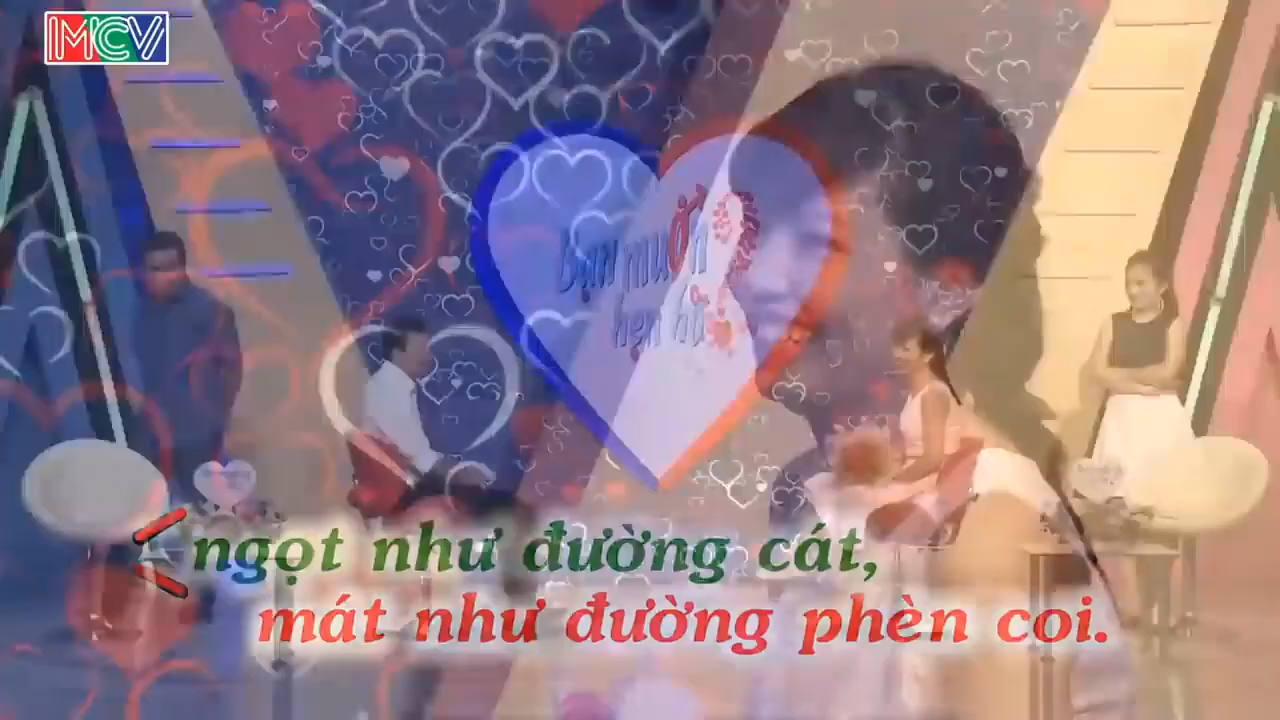 MCV
Bạn muốn
hẹn hò
ngọt như đường cát,
mát như đường phèn coi.